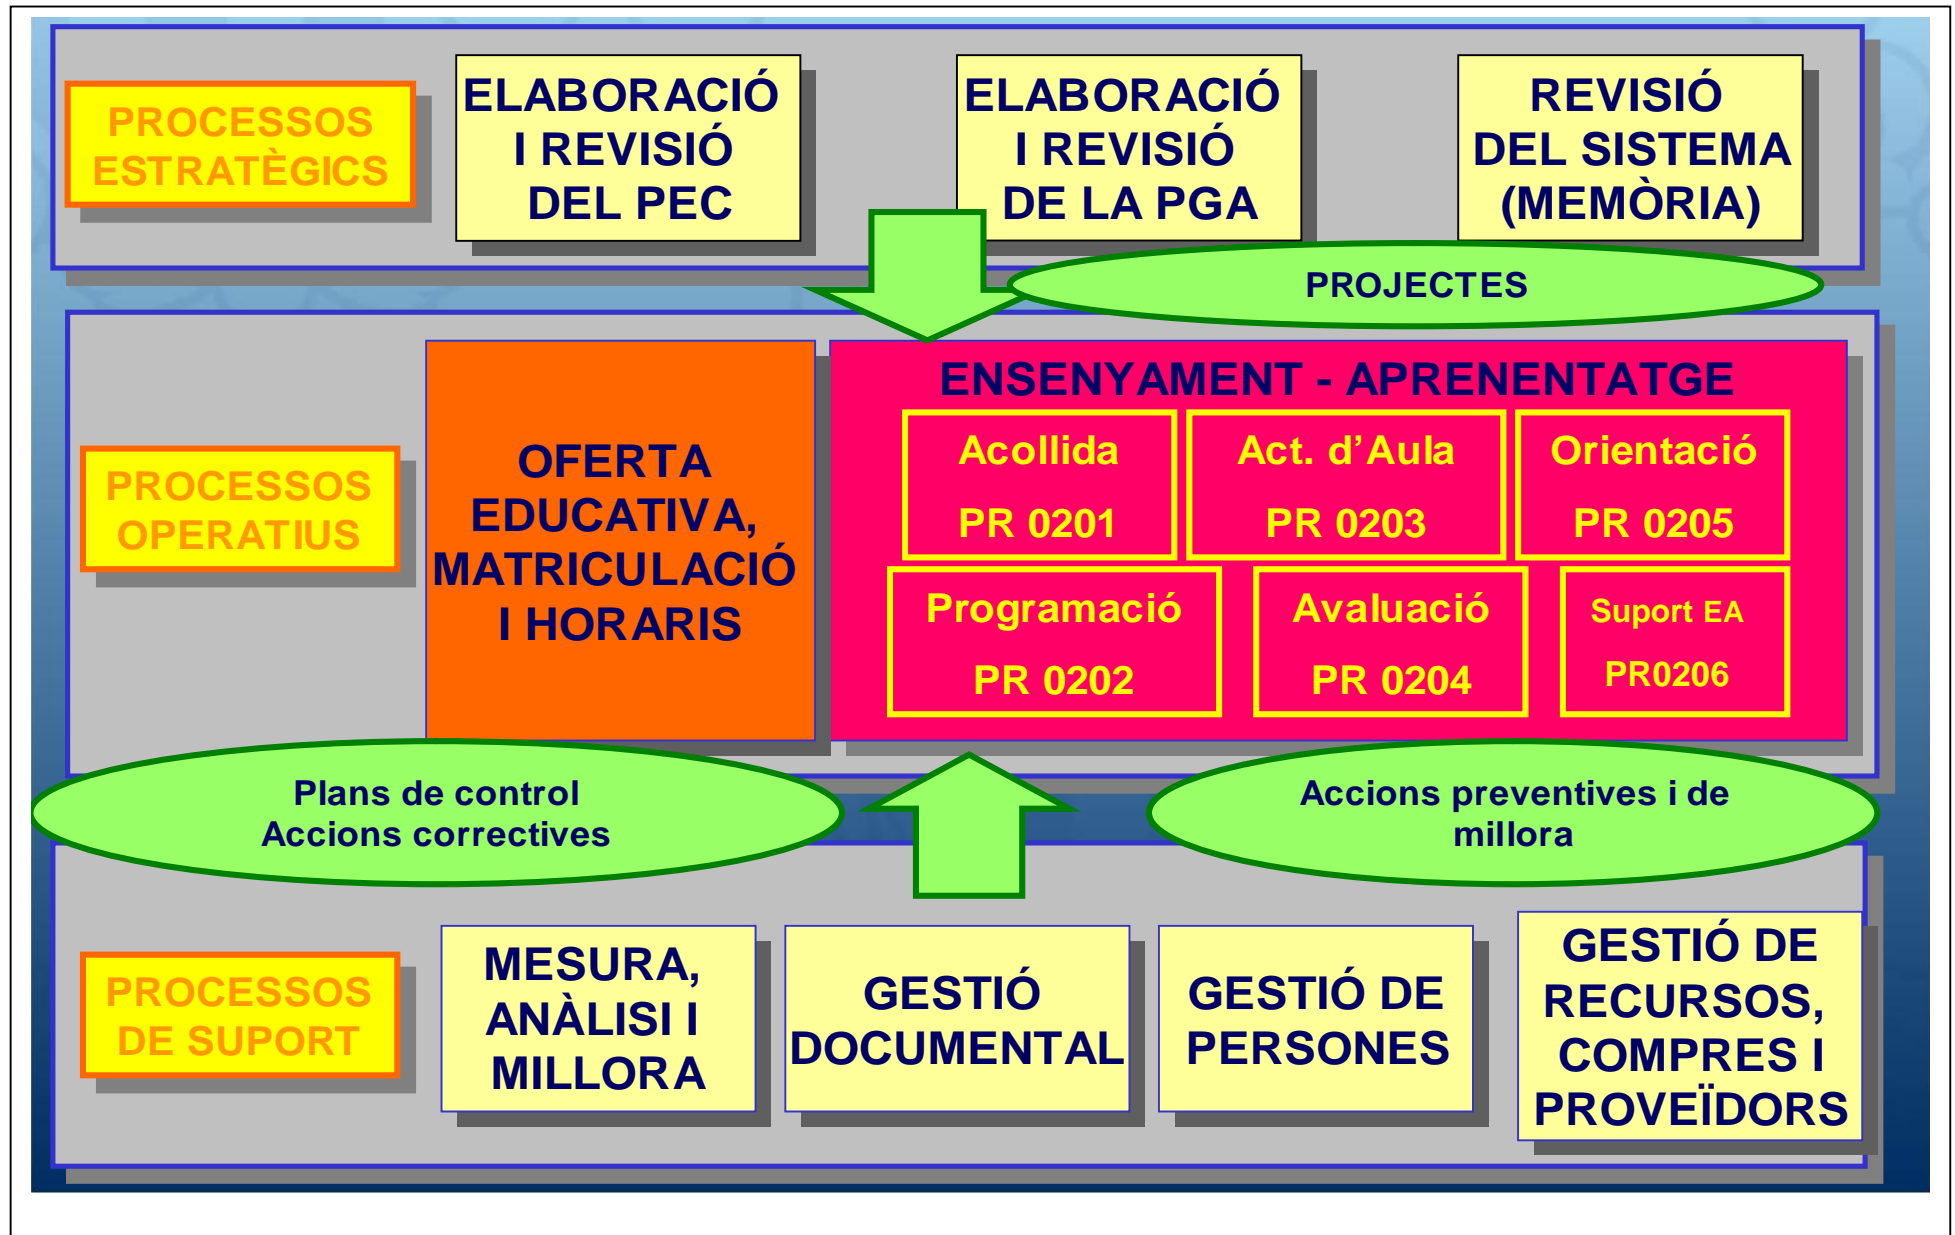 PROCESSOS
ESTRATÈGICS
ELABORACIÓ
I REVISIÓ
DEL PEC
ELABORACIÓ
I REVISIÓ
DE LA PGA
REVISIÓ
DEL SISTEMA
(MEMÒRIA)
PROJECTES
PROCESSOS
OPERATIUS
OFERTA
EDUCATIVA,
MATRICULACIÓ
I HORARIS
ENSENYAMENT - APRENENTATGE
Acollida
PR 0201
Act. d’Aula
PR 0203
Orientació
PR 0205
Programació
PR 0202
Avaluació
PR 0204
Suport EA
PR0206
Plans de control
Accions correctives
Accions preventives i de
millora
PROCESSOS
DE SUPORT
MESURA,
ANÀLISI I
MILLORA
GESTIÓ
DOCUMENTAL
GESTIÓ DE
PERSONES
GESTIÓ DE
RECURSOS,
COMPRES I
PROVEÏDORS